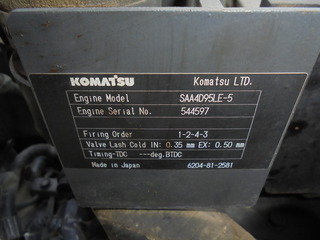 KOMATSU Komatsu LTD.
Engine Model SAA4D95LE-5
Engine Serial No. 544597
Firing Order 1-2-4-3
Valve Lash Cold IN: 0.35 mm EX: 0.50 mm
Timing-TDC ---deg.BTDC
Made in Japan 6204-81-2581